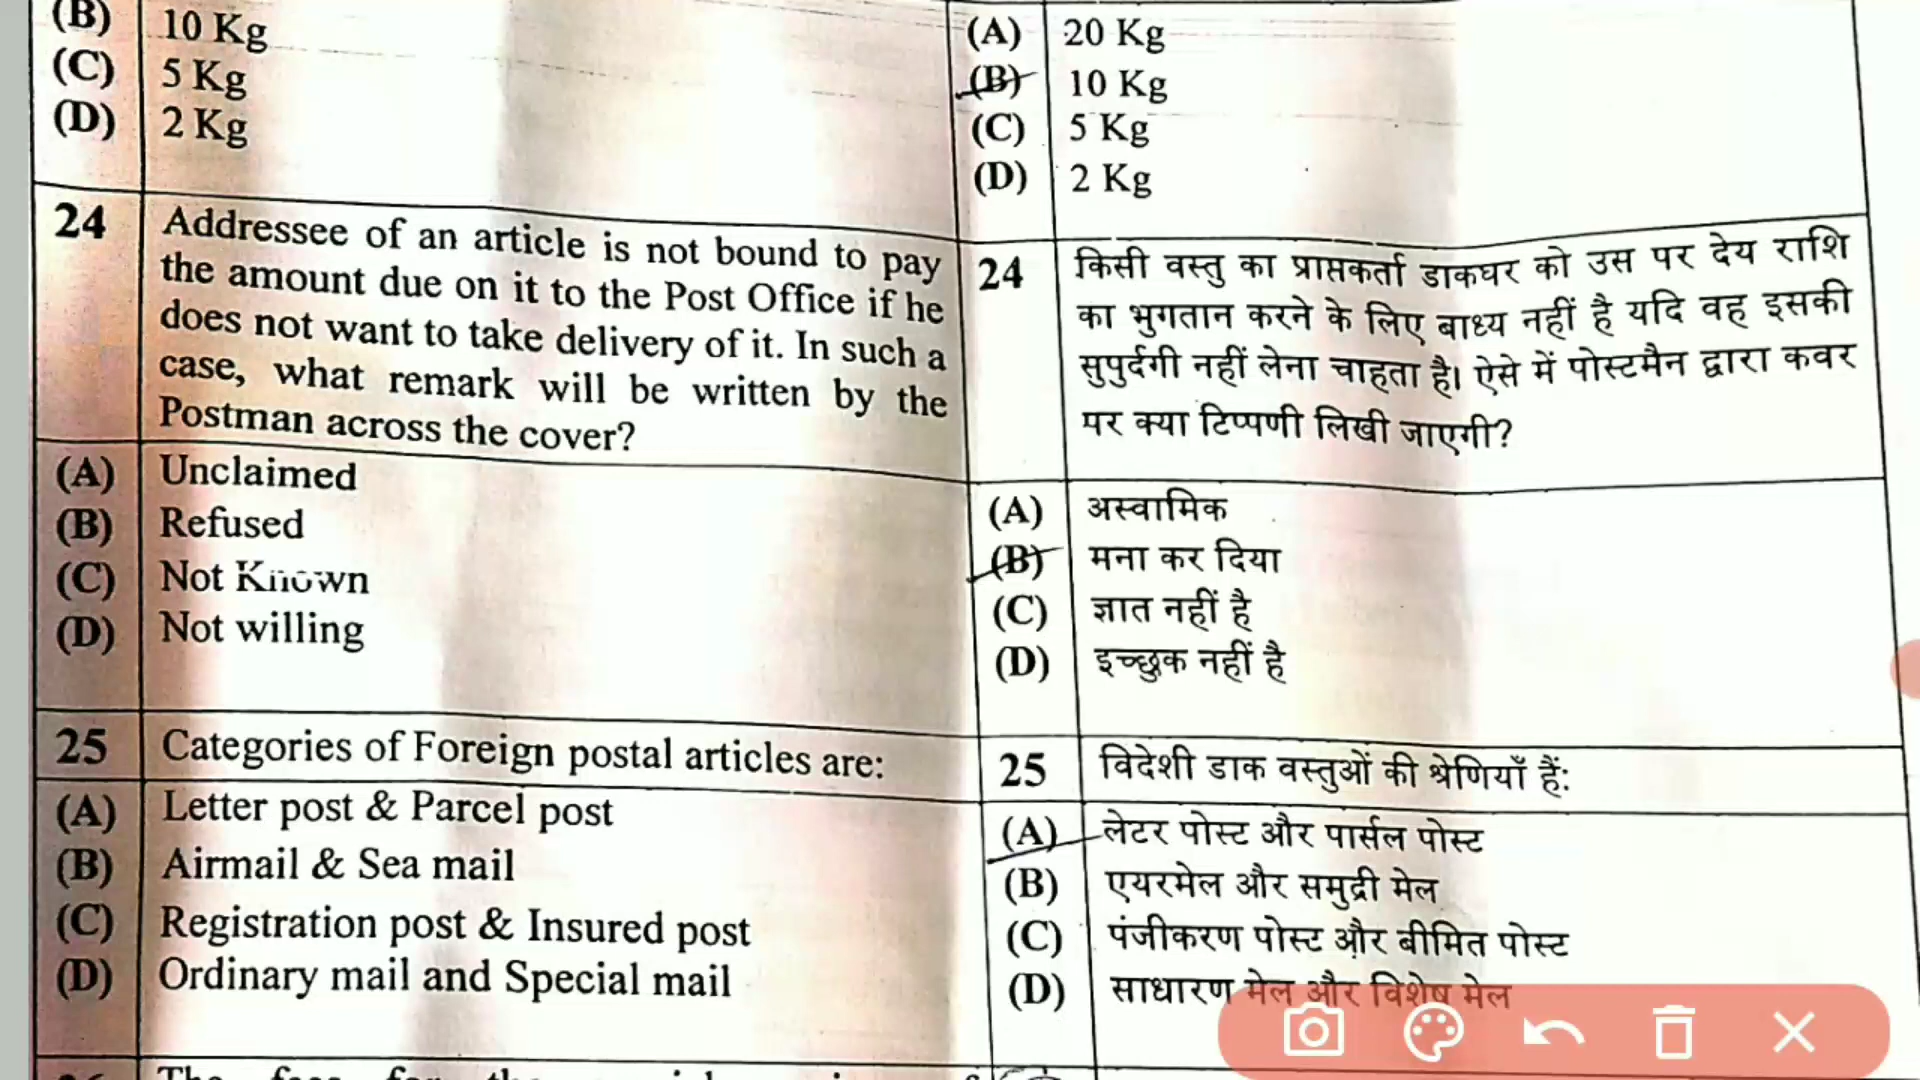 (B) 10 Kg
(C) 5 Kg
(D) 2 Kg
24 Addressee of an article is not bound to pay
the amount due on it to the Post Office if he
does not want to take delivery of it. In such a
case, what remark will be written by the
Postman across the cover?
(A) Unclaimed
(B) Refused
(C) Not Known
(D) Not willing
25 Categories of Foreign postal articles are:
(A) Letter post & Parcel post
(B) Airmail & Sea mail
(C) Registration post & Insured post
(D) Ordinary mail and Special mail
(A) 20 Kg
(B) 10 Kg
(C) 5 Kg
(D) 2 Kg
24 किसी वस्तु का प्राप्तकर्ता डाकघर को उस पर देय राशि
का भुगतान करने के लिए बाध्य नहीं है यदि वह इसकी
सुपुर्दगी नहीं लेना चाहता है। ऐसे में पोस्टमैन द्वारा कवर
पर क्या टिप्पणी लिखी जाएगी?
(A) अस्वामिक
(B) मना कर दिया
(C) ज्ञात नहीं है
(D) इच्छुक नहीं है
25 विदेशी डाक वस्तुओं की श्रेणियाँ हैं:
(A) लेटर पोस्ट और पार्सल पोस्ट
(B) एयरमेल और समुद्री मेल
(C) पंजीकरण पोस्ट और बीमित पोस्ट
(D) साधारण मेल और विशेष मेल